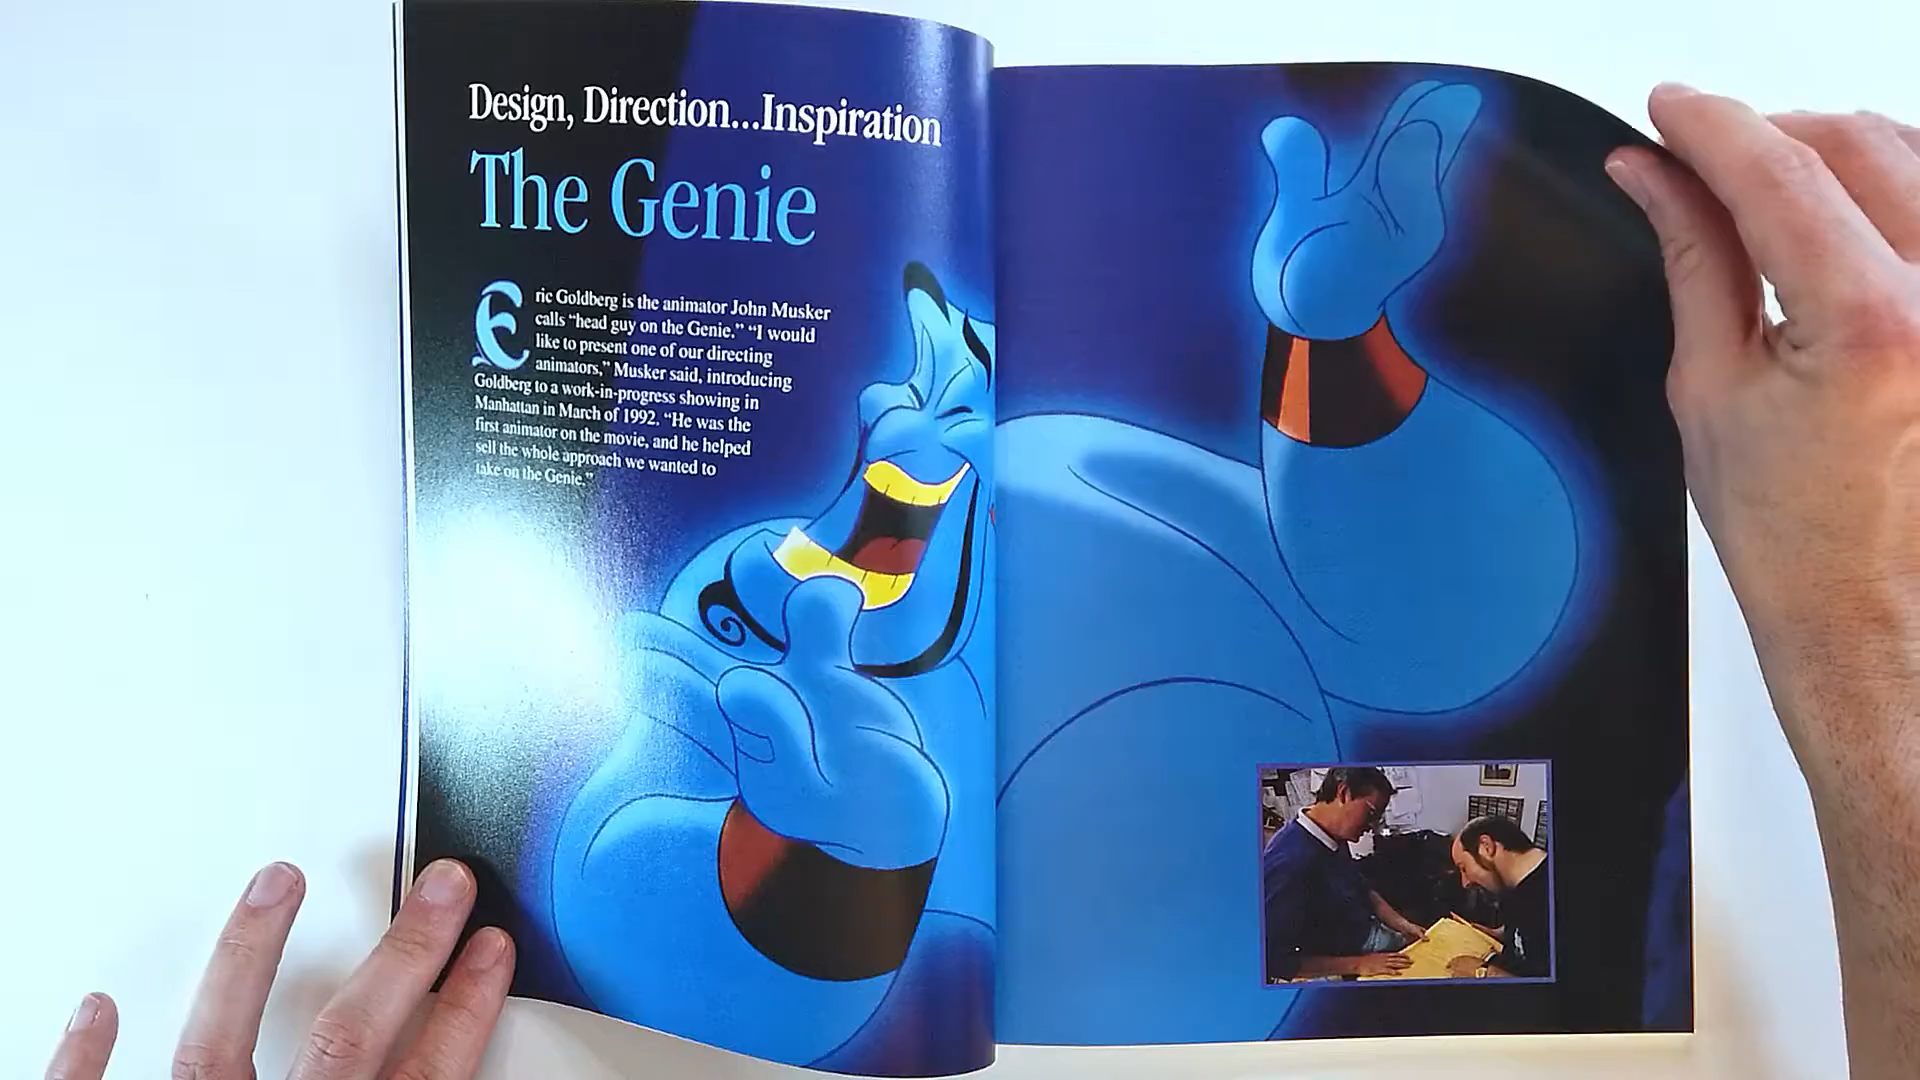 Design, Direction...Inspiration
The Genie
Eric Goldberg is the animator John Musker
calls “head guy on the Genie.” “I would
like to present one of our directing
animators,” Musker said, introducing
Goldberg to a work-in-progress showing in
Manhattan in March of 1992. “He was the
first animator on the movie, and he helped
sell the whole approach we wanted to
take on the Genie.”